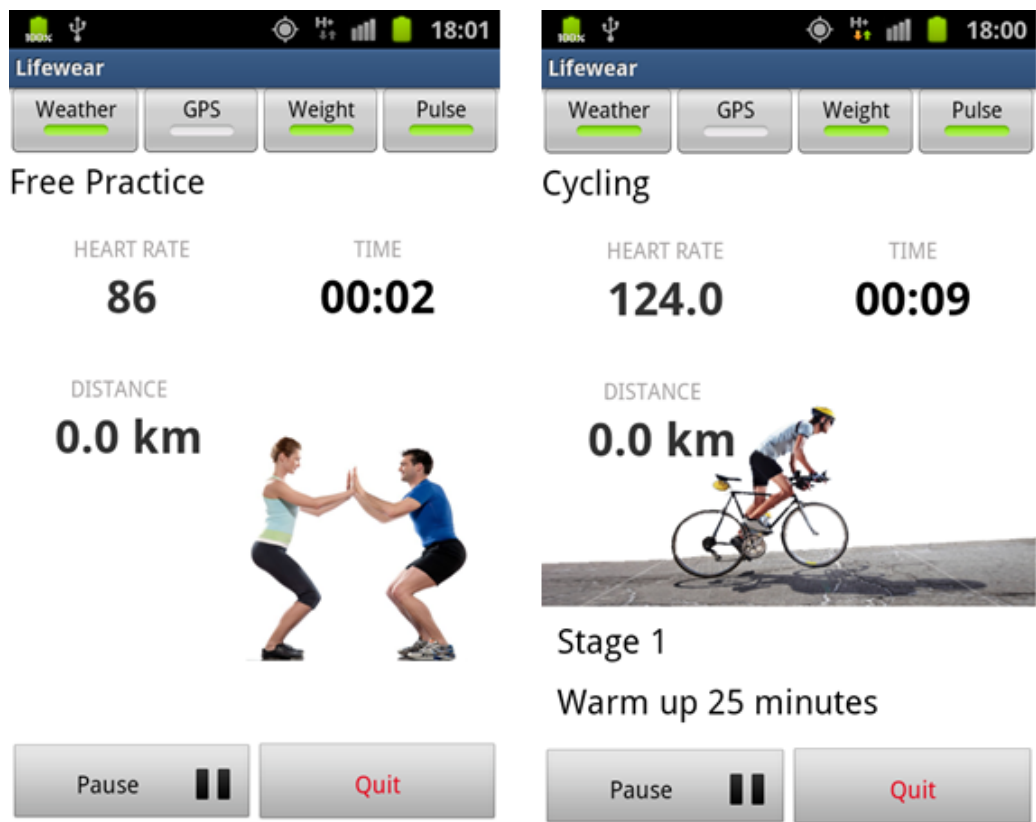 100% H+ 18:01
Lifewear
Weather GPS Weight Pulse
Free Practice
HEART RATE TIME
86 00:02
DISTANCE
0.0 km
Pause Quit
100% H+ 18:00
Lifewear
Weather GPS Weight Pulse
Cycling
HEART RATE TIME
124.0 00:09
DISTANCE
0.0 km
Stage 1
Warm up 25 minutes
Pause Quit